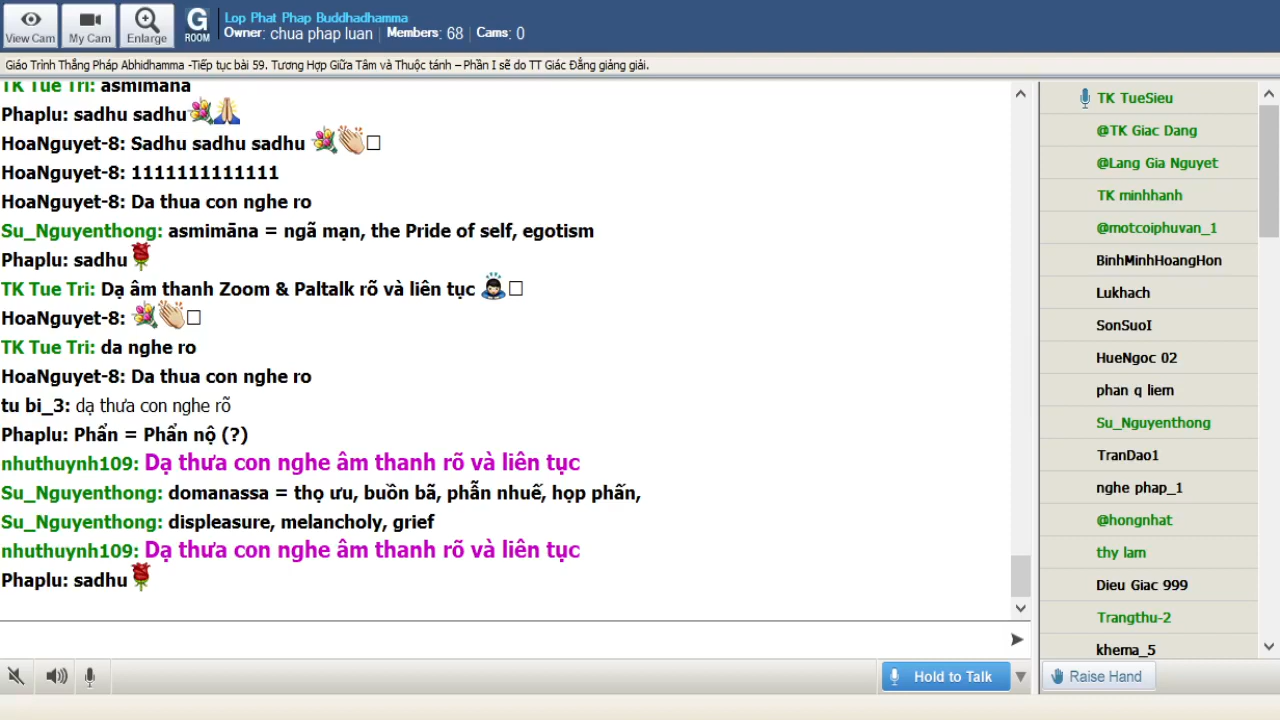 View Cam
My Cam
Enlarge
G
ROOM
Lop Phat Phap Buddhadhamma
Owner: chua phap luan | Members: 68 | Cams: 0
Giáo Trình Thắng Pháp Abhidhamma -Tiếp tục bài 59. Tương Hợp Giữa Tâm và Thuộc tánh – Phần I sẽ do TT Giác Đẳng giảng giải.
TK Tue Tri: asmimana
Phaplu: sadhu sadhu
HoaNguyet-8: Sadhu sadhu sadhu
HoaNguyet-8: 1111111111111
HoaNguyet-8: Da thua con nghe ro
Su_Nguyenthong: asmimāna = ngã mạn, the Pride of self, egotism
Phaplu: sadhu
TK Tue Tri: Dạ âm thanh Zoom & Paltalk rõ và liên tục
HoaNguyet-8:
TK Tue Tri: da nghe ro
HoaNguyet-8: Da thua con nghe ro
tu bi_3: dạ thưa con nghe rõ
Phaplu: Phẩn = Phẩn nộ (?)
nhuthuynh109: Dạ thưa con nghe âm thanh rõ và liên tục
Su_Nguyenthong: domanassa = thọ ưu, buồn bã, phẫn nhuế, họp phấn,
Su_Nguyenthong: displeasure, melancholy, grief
nhuthuynh109: Dạ thưa con nghe âm thanh rõ và liên tục
Phaplu: sadhu
Hold to Talk
TK TueSieu
@TK Giac Dang
@Lang Gia Nguyet
TK minhhanh
@motcoiphuvan_1
BinhMinhHoangHon
Lukhach
SonSuoI
HueNgoc 02
phan q liem
Su_Nguyenthong
TranDao1
nghe phap_1
@hongnhat
thy lam
Dieu Giac 999
Trangthu-2
khema_5
Raise Hand